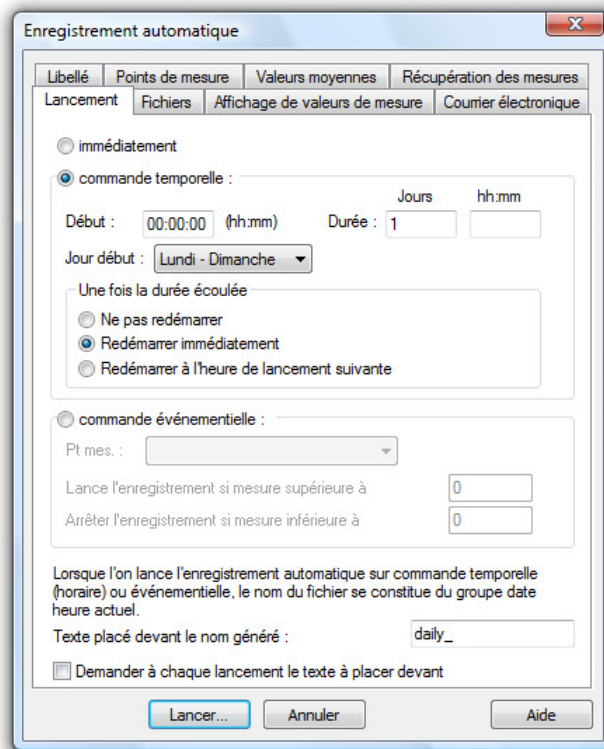 Enregistrement automatique
Libellé Points de mesure Valeurs moyennes Récupération des mesures
Lancement Fichiers Affichage de valeurs de mesure Courrier électronique
immédiatement
commande temporelle :
Jours hh:mm
Début : 00:00:00 (hh:mm) Durée : 1
Jour début : Lundi - Dimanche
Une fois la durée écoulée
Ne pas redémarrer
Redémarrer immédiatement
Redémarrer à l'heure de lancement suivante
commande événementielle :
Pt mes. :
Lance l'enregistrement si mesure supérieure à 0
Arrêter l'enregistrement si mesure inférieure à 0
Lorsque l'on lance l'enregistrement automatique sur commande temporelle
(horaire) ou événementielle, le nom du fichier se constitue du groupe date
heure actuel.
Texte placé devant le nom généré : daily_
Demander à chaque lancement le texte à placer devant
Lancer... Annuler Aide